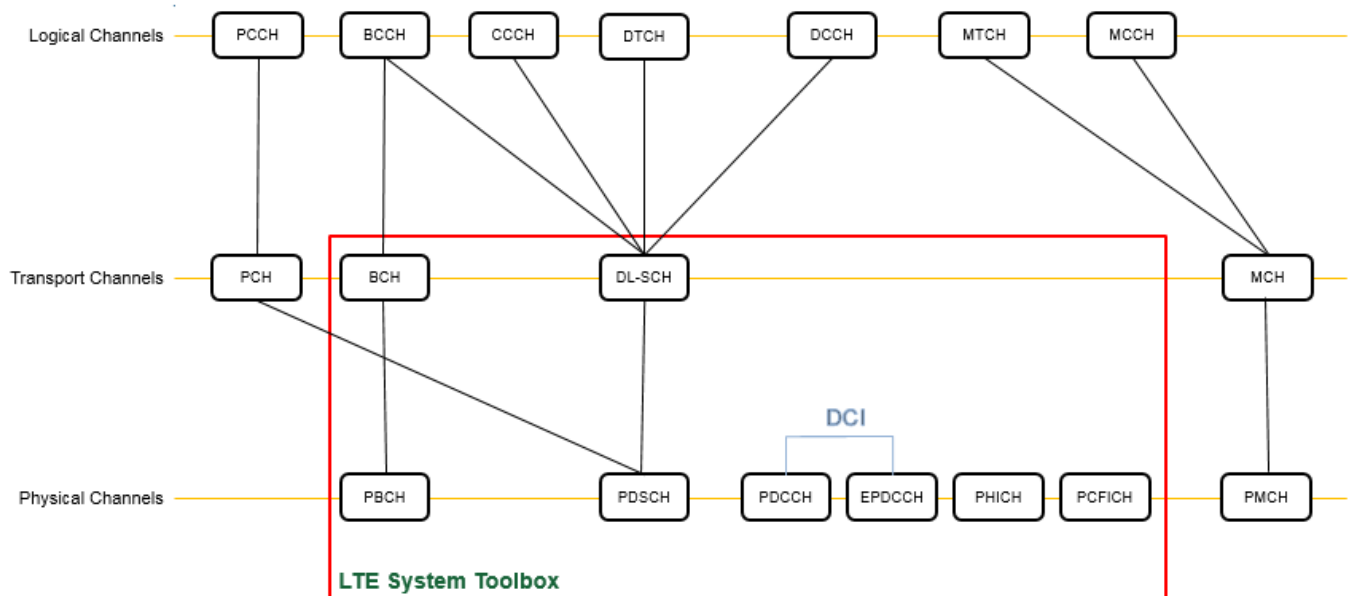 Logical Channels PCCH BCCH CCCH DTCH DCCH MTCH MCCH
Transport Channels PCH BCH DL-SCH MCH
DCI
Physical Channels PBCH PDSCH PDCCH EPDCCH PHICH PCFICH PMCH
LTE System Toolbox